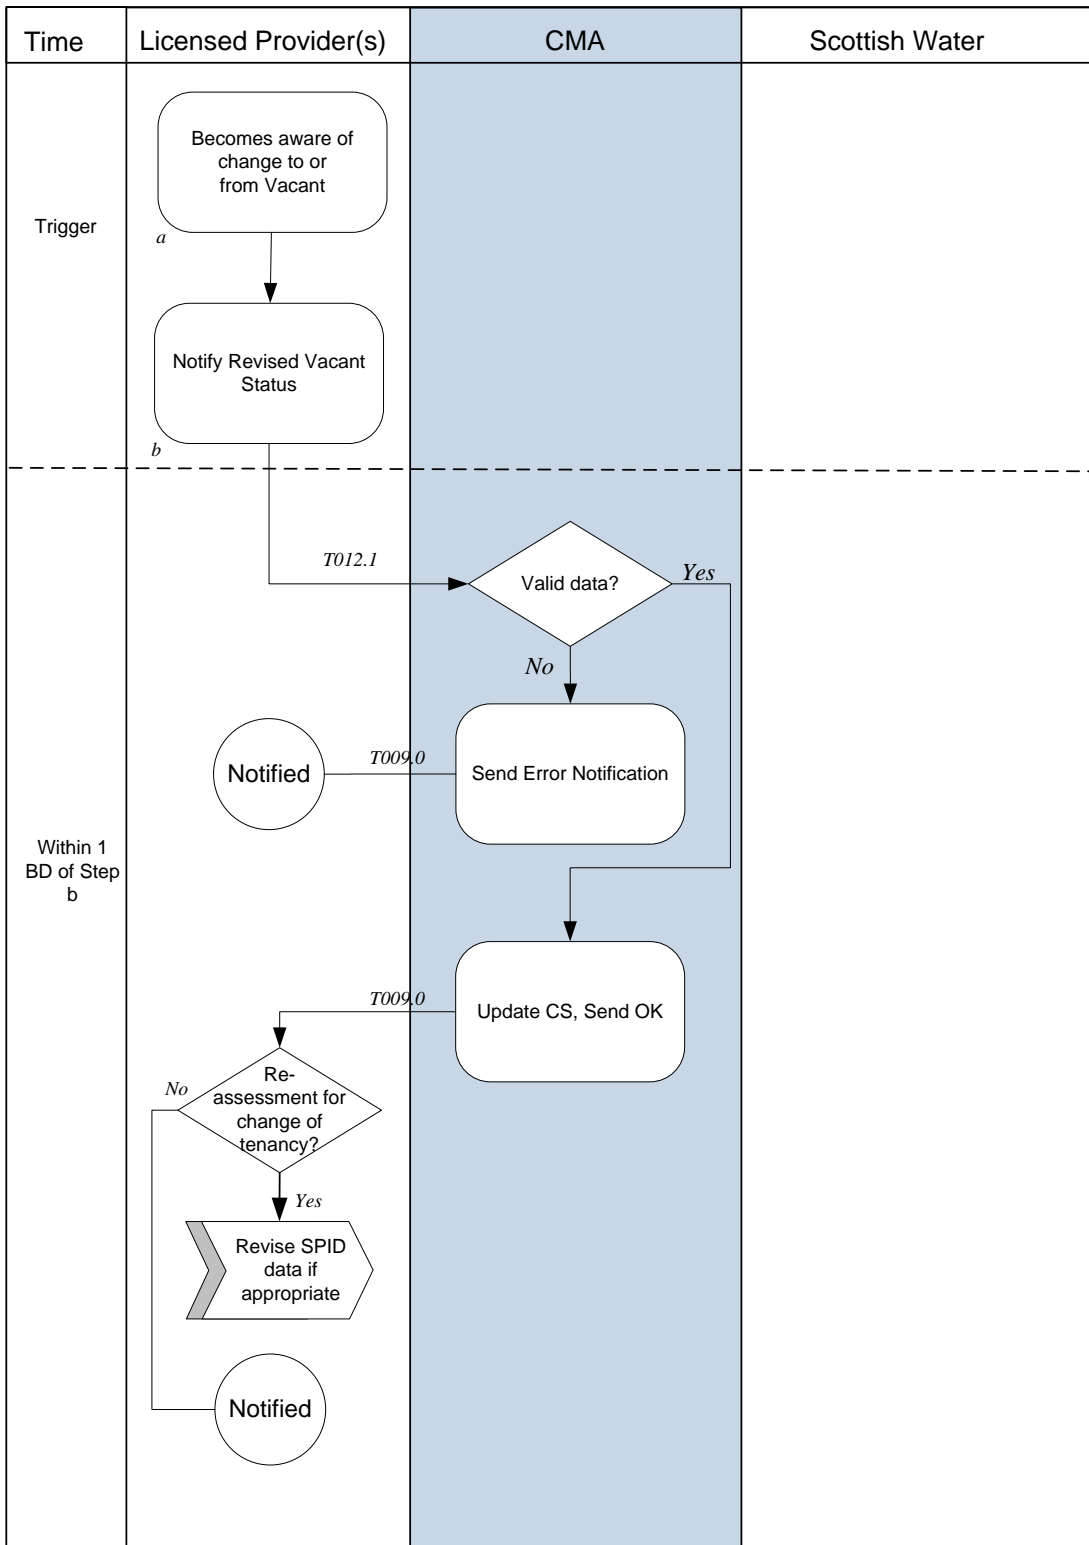 Time
Licensed Provider(s)
CMA
Scottish Water
Trigger
Becomes aware of
change to or
from Vacant
a
Notify Revised Vacant
Status
b
Within 1
BD of Step
b
T012.1
Valid data?
Yes
No
Send Error Notification
T009.0
Notified
Update CS, Send OK
T009.0
Re-
assessment for
change of
tenancy?
No
Yes
Revise SPID
data if
appropriate
Notified